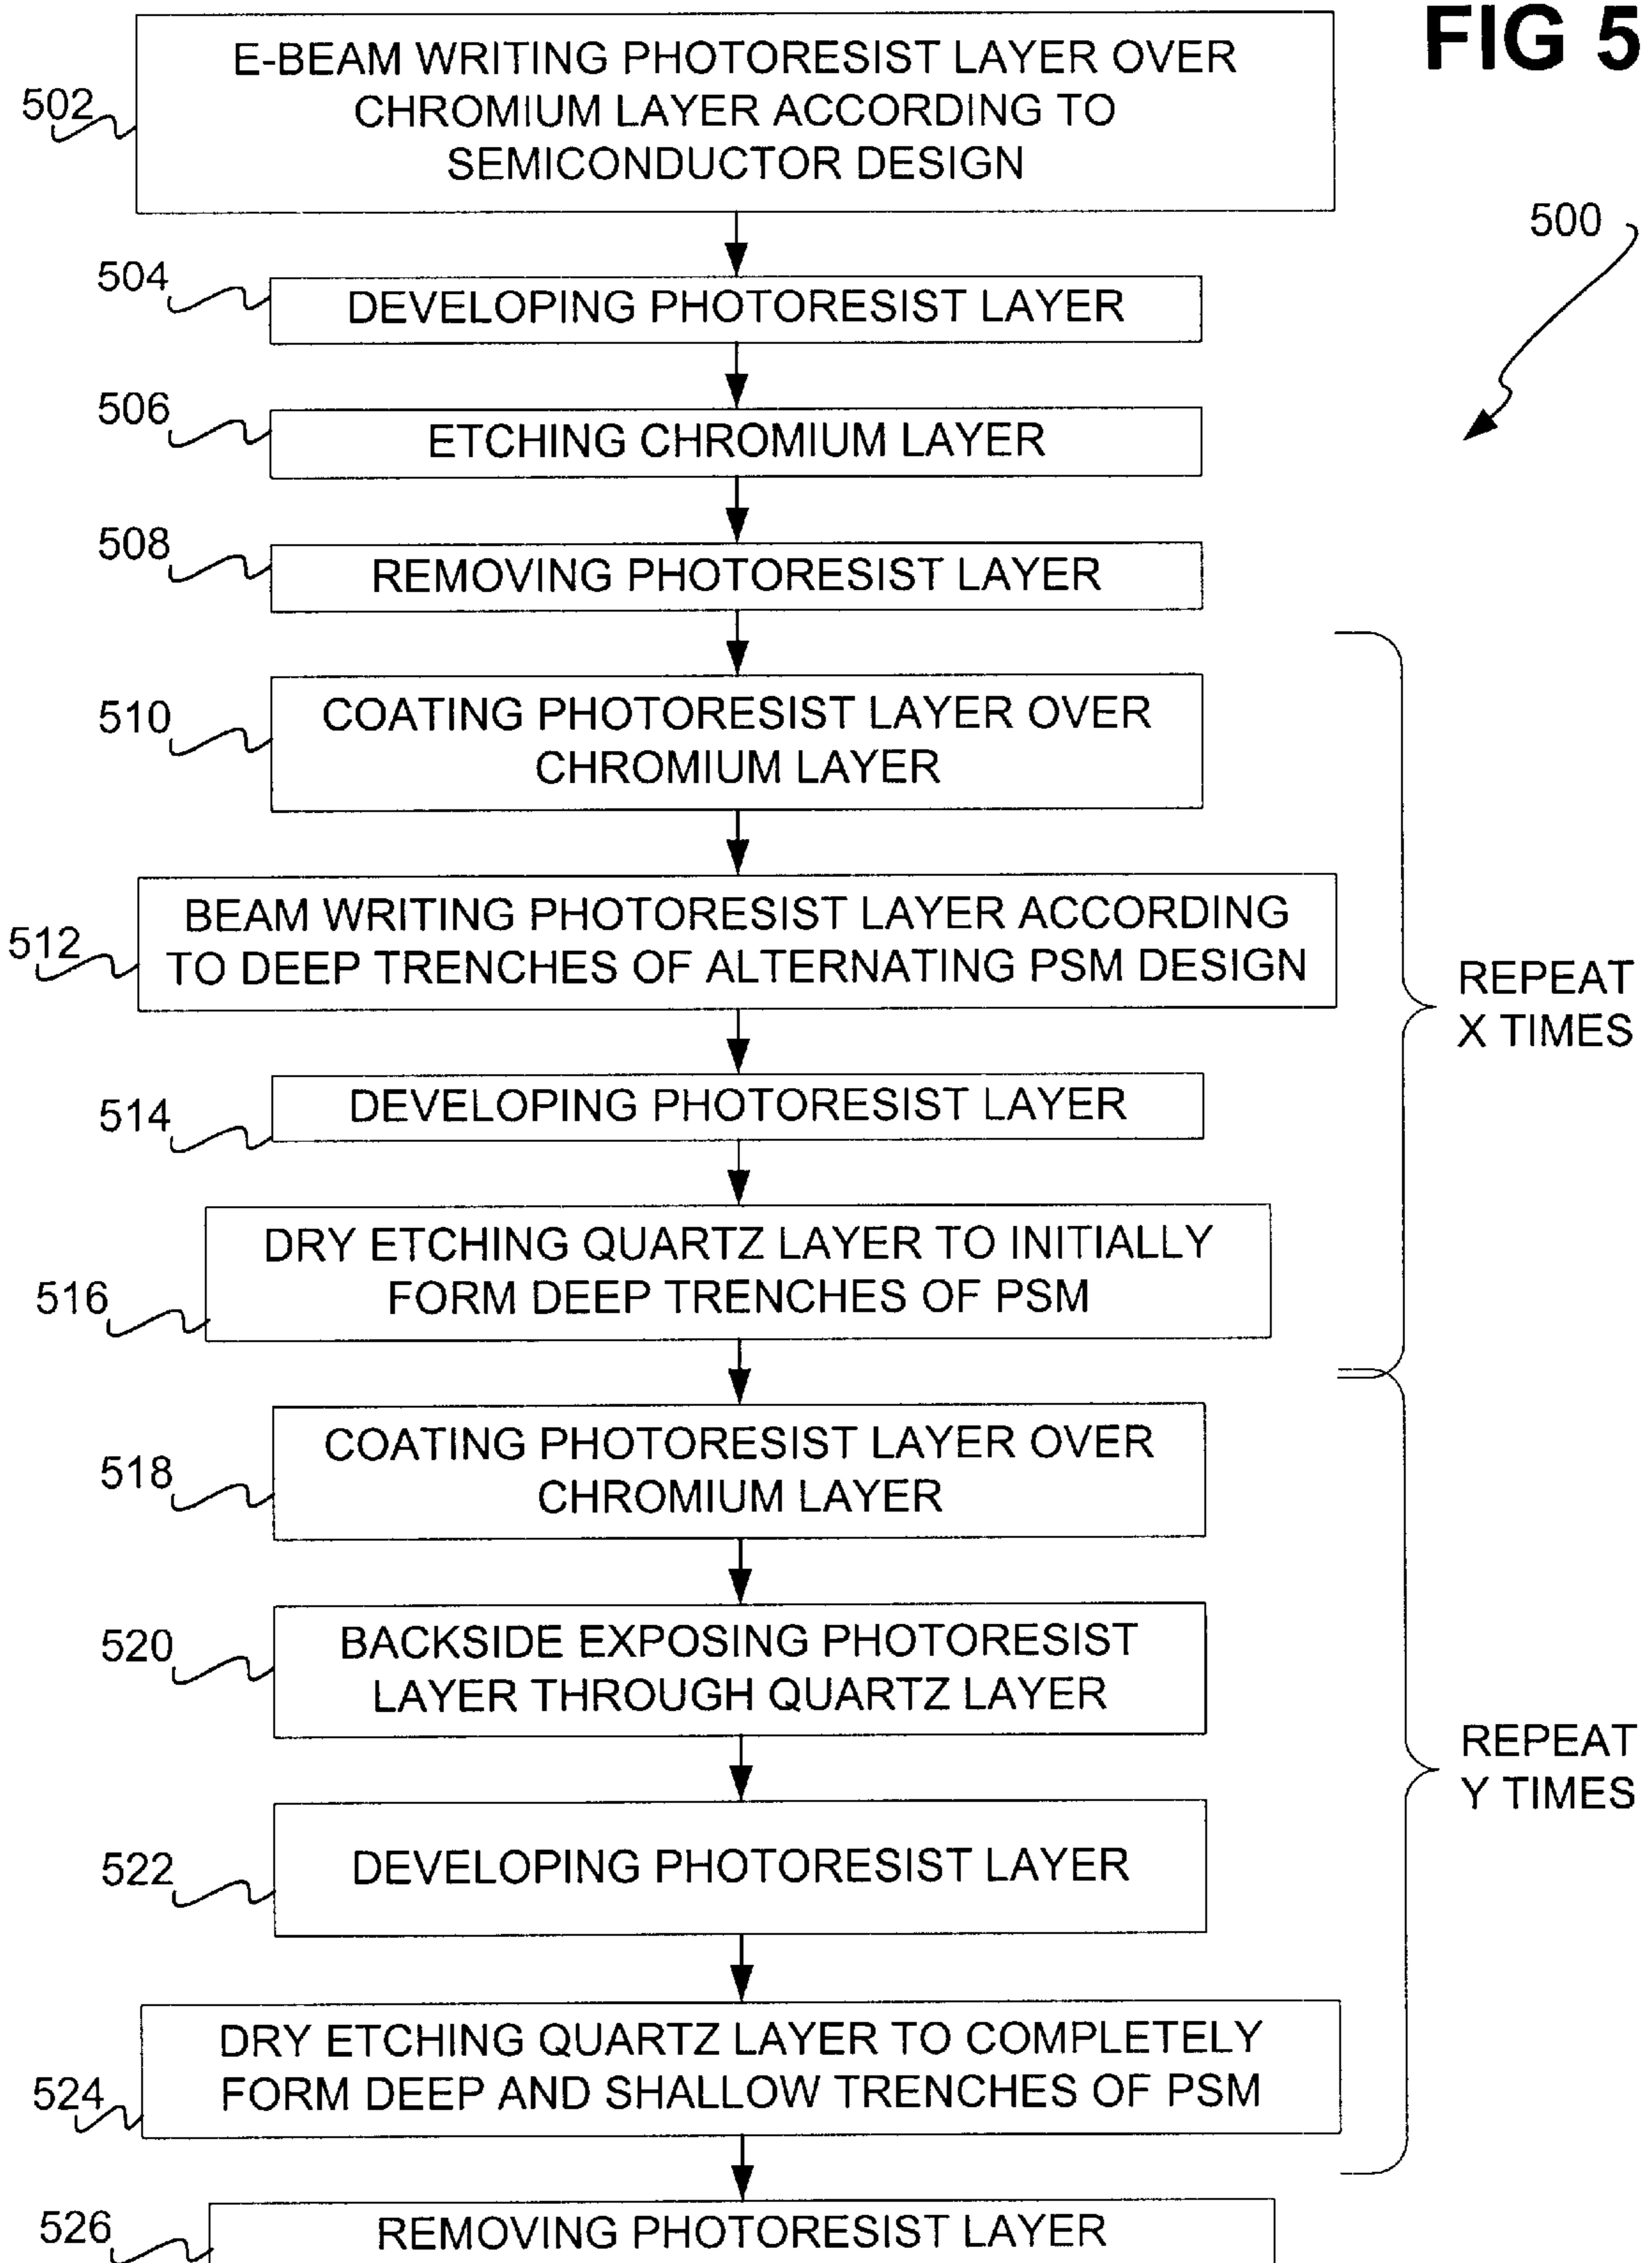 FIG 5
500
502
E-BEAM WRITING PHOTORESIST LAYER OVER
CHROMIUM LAYER ACCORDING TO
SEMICONDUCTOR DESIGN
504
DEVELOPING PHOTORESIST LAYER
506
ETCHING CHROMIUM LAYER
508
REMOVING PHOTORESIST LAYER
510
COATING PHOTORESIST LAYER OVER
CHROMIUM LAYER
512
BEAM WRITING PHOTORESIST LAYER ACCORDING
TO DEEP TRENCHES OF ALTERNATING PSM DESIGN
REPEAT
X TIMES
514
DEVELOPING PHOTORESIST LAYER
516
DRY ETCHING QUARTZ LAYER TO INITIALLY
FORM DEEP TRENCHES OF PSM
518
COATING PHOTORESIST LAYER OVER
CHROMIUM LAYER
520
BACKSIDE EXPOSING PHOTORESIST
LAYER THROUGH QUARTZ LAYER
REPEAT
Y TIMES
522
DEVELOPING PHOTORESIST LAYER
524
DRY ETCHING QUARTZ LAYER TO COMPLETELY
FORM DEEP AND SHALLOW TRENCHES OF PSM
526
REMOVING PHOTORESIST LAYER